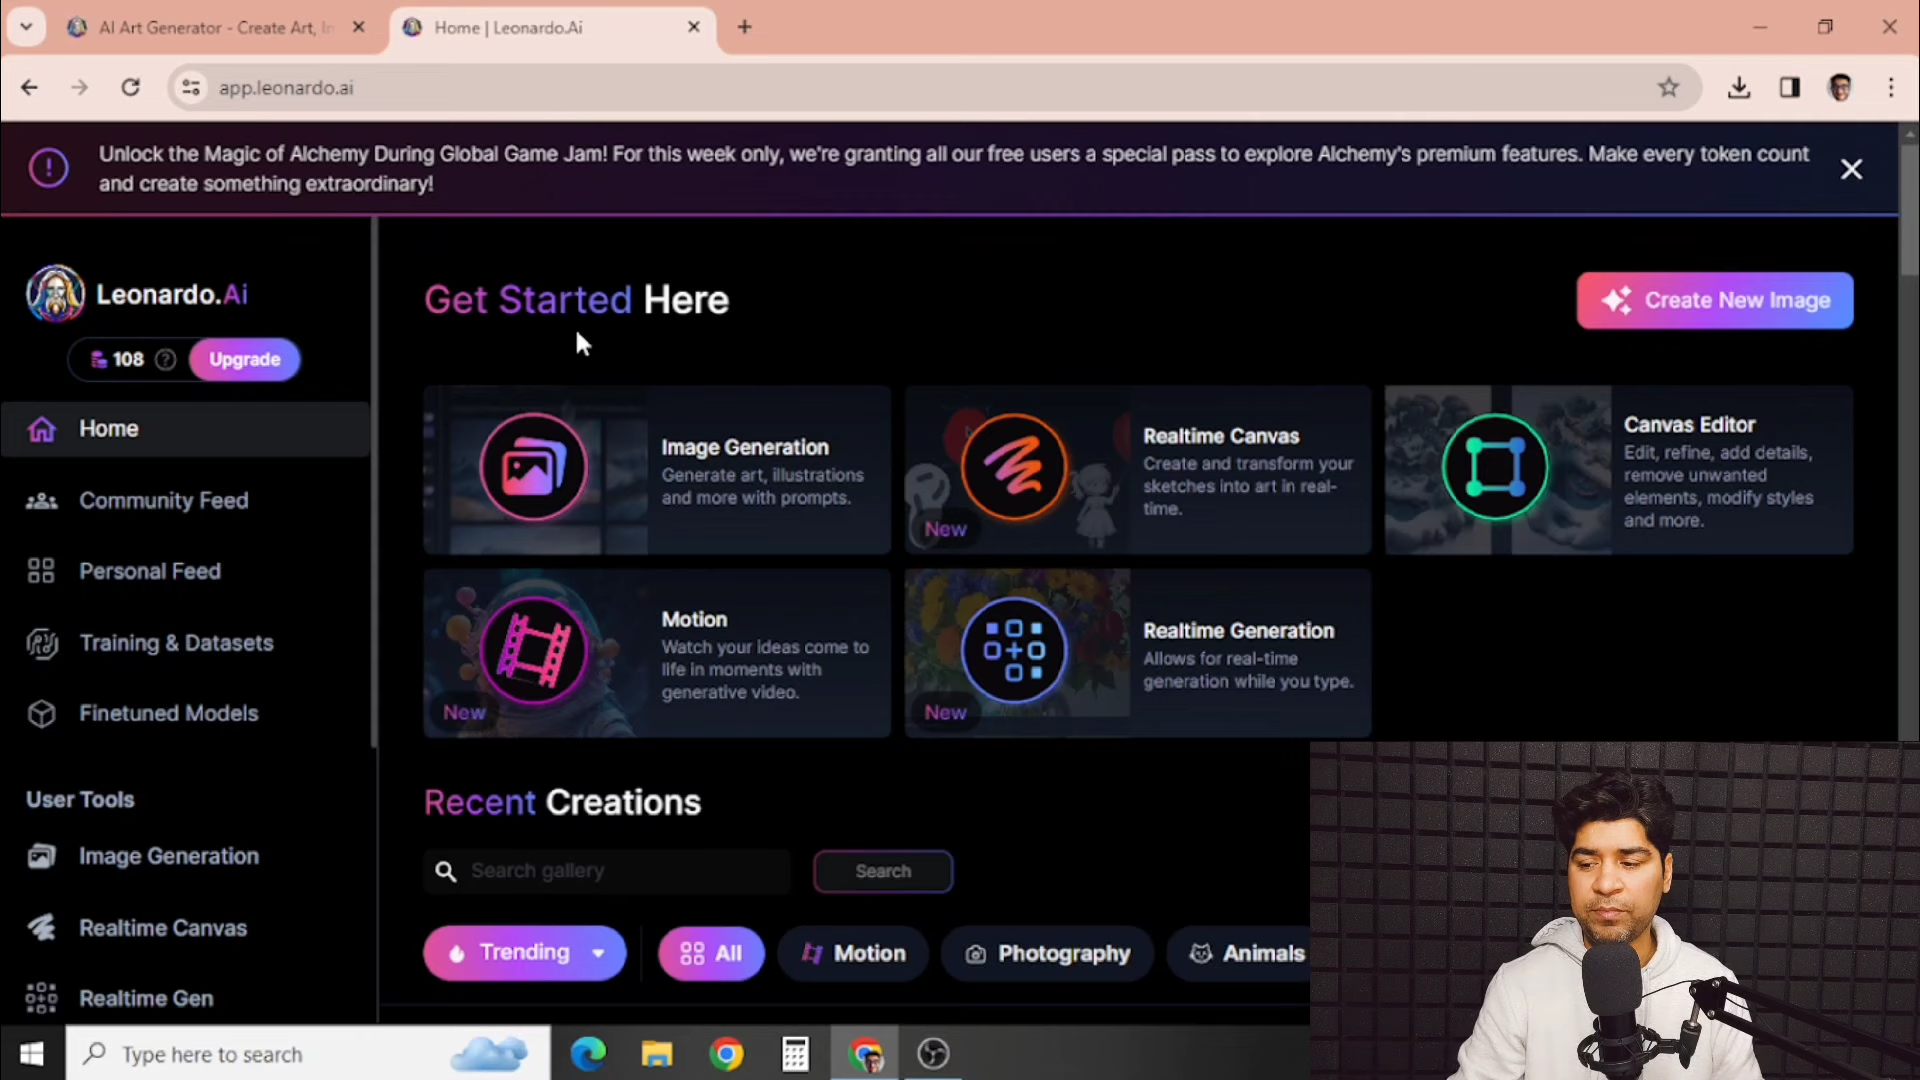 AI Art Generator - Create Art, In
Home | Leonardo.Ai
app.leonardo.ai
Unlock the Magic of Alchemy During Global Game Jam! For this week only, we're granting all our free users a special pass to explore Alchemy's premium features. Make every token count
and create something extraordinary!
Leonardo.Ai
108
Upgrade
Home
Community Feed
Personal Feed
Training & Datasets
Finetuned Models
User Tools
Image Generation
Realtime Canvas
Realtime Gen
Get Started Here
Create New Image
Image Generation
Generate art, illustrations
and more with prompts.
Realtime Canvas
Create and transform your
sketches into art in real-
time.
New
Canvas Editor
Edit, refine, add details,
remove unwanted
elements, modify styles
and more.
Motion
Watch your ideas come to
life in moments with
generative video.
New
Realtime Generation
Allows for real-time
generation while you type.
New
Recent Creations
Search gallery
Search
Trending
All
Motion
Photography
Animals
Type here to search